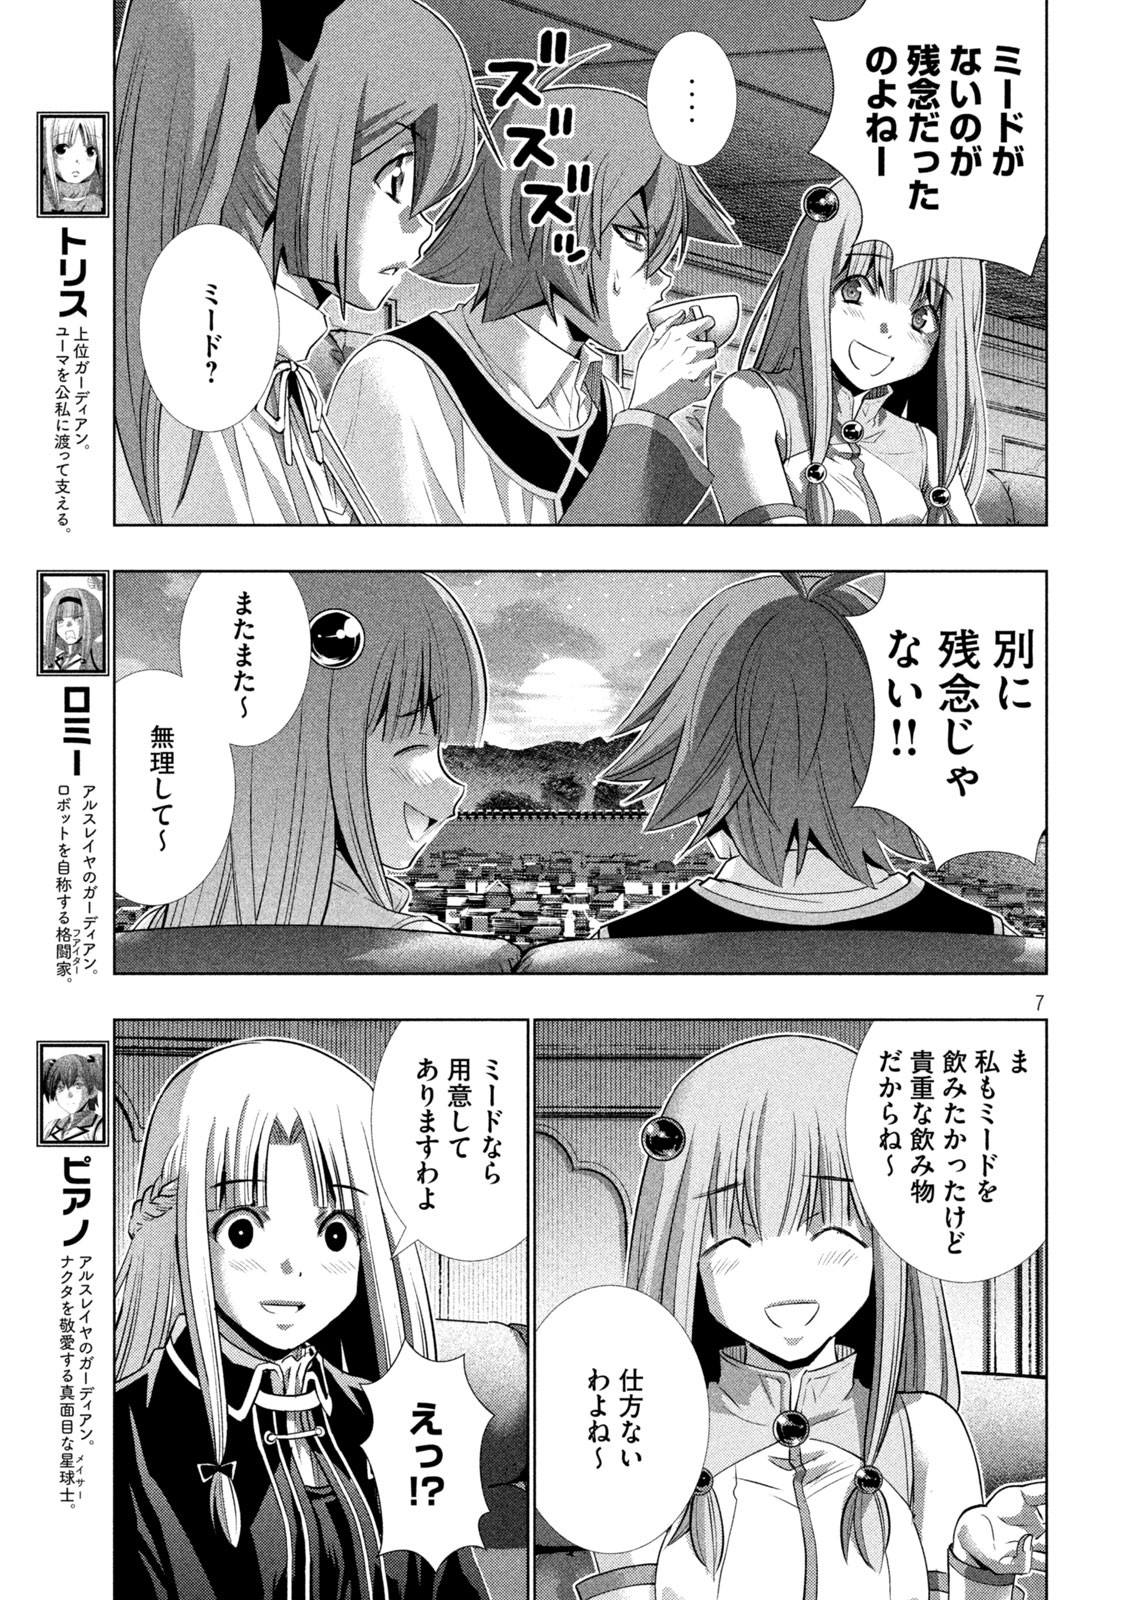 ミードが
ないのが
残念だった
のよねー
…
ズズズズッ
ミード?
別に
残念じゃ
ない!!
またまた〜
無理して〜
ま
私もミードを
飲みたかったけど
貴重な飲み物
だからね〜
仕方ない
わよね〜
ミードなら
用意して
ありますわよ
えっ!?
トリス
上位ガーディアン。
ユーマを公私に渡って支える。
ロミー
アルスレイヤのガーディアン。
ロボットを自称する格闘家。
ファイター
ピアノ
アルスレイヤのガーディアン。
ナクタを敬愛する真面目な星球士。
メイサー
7